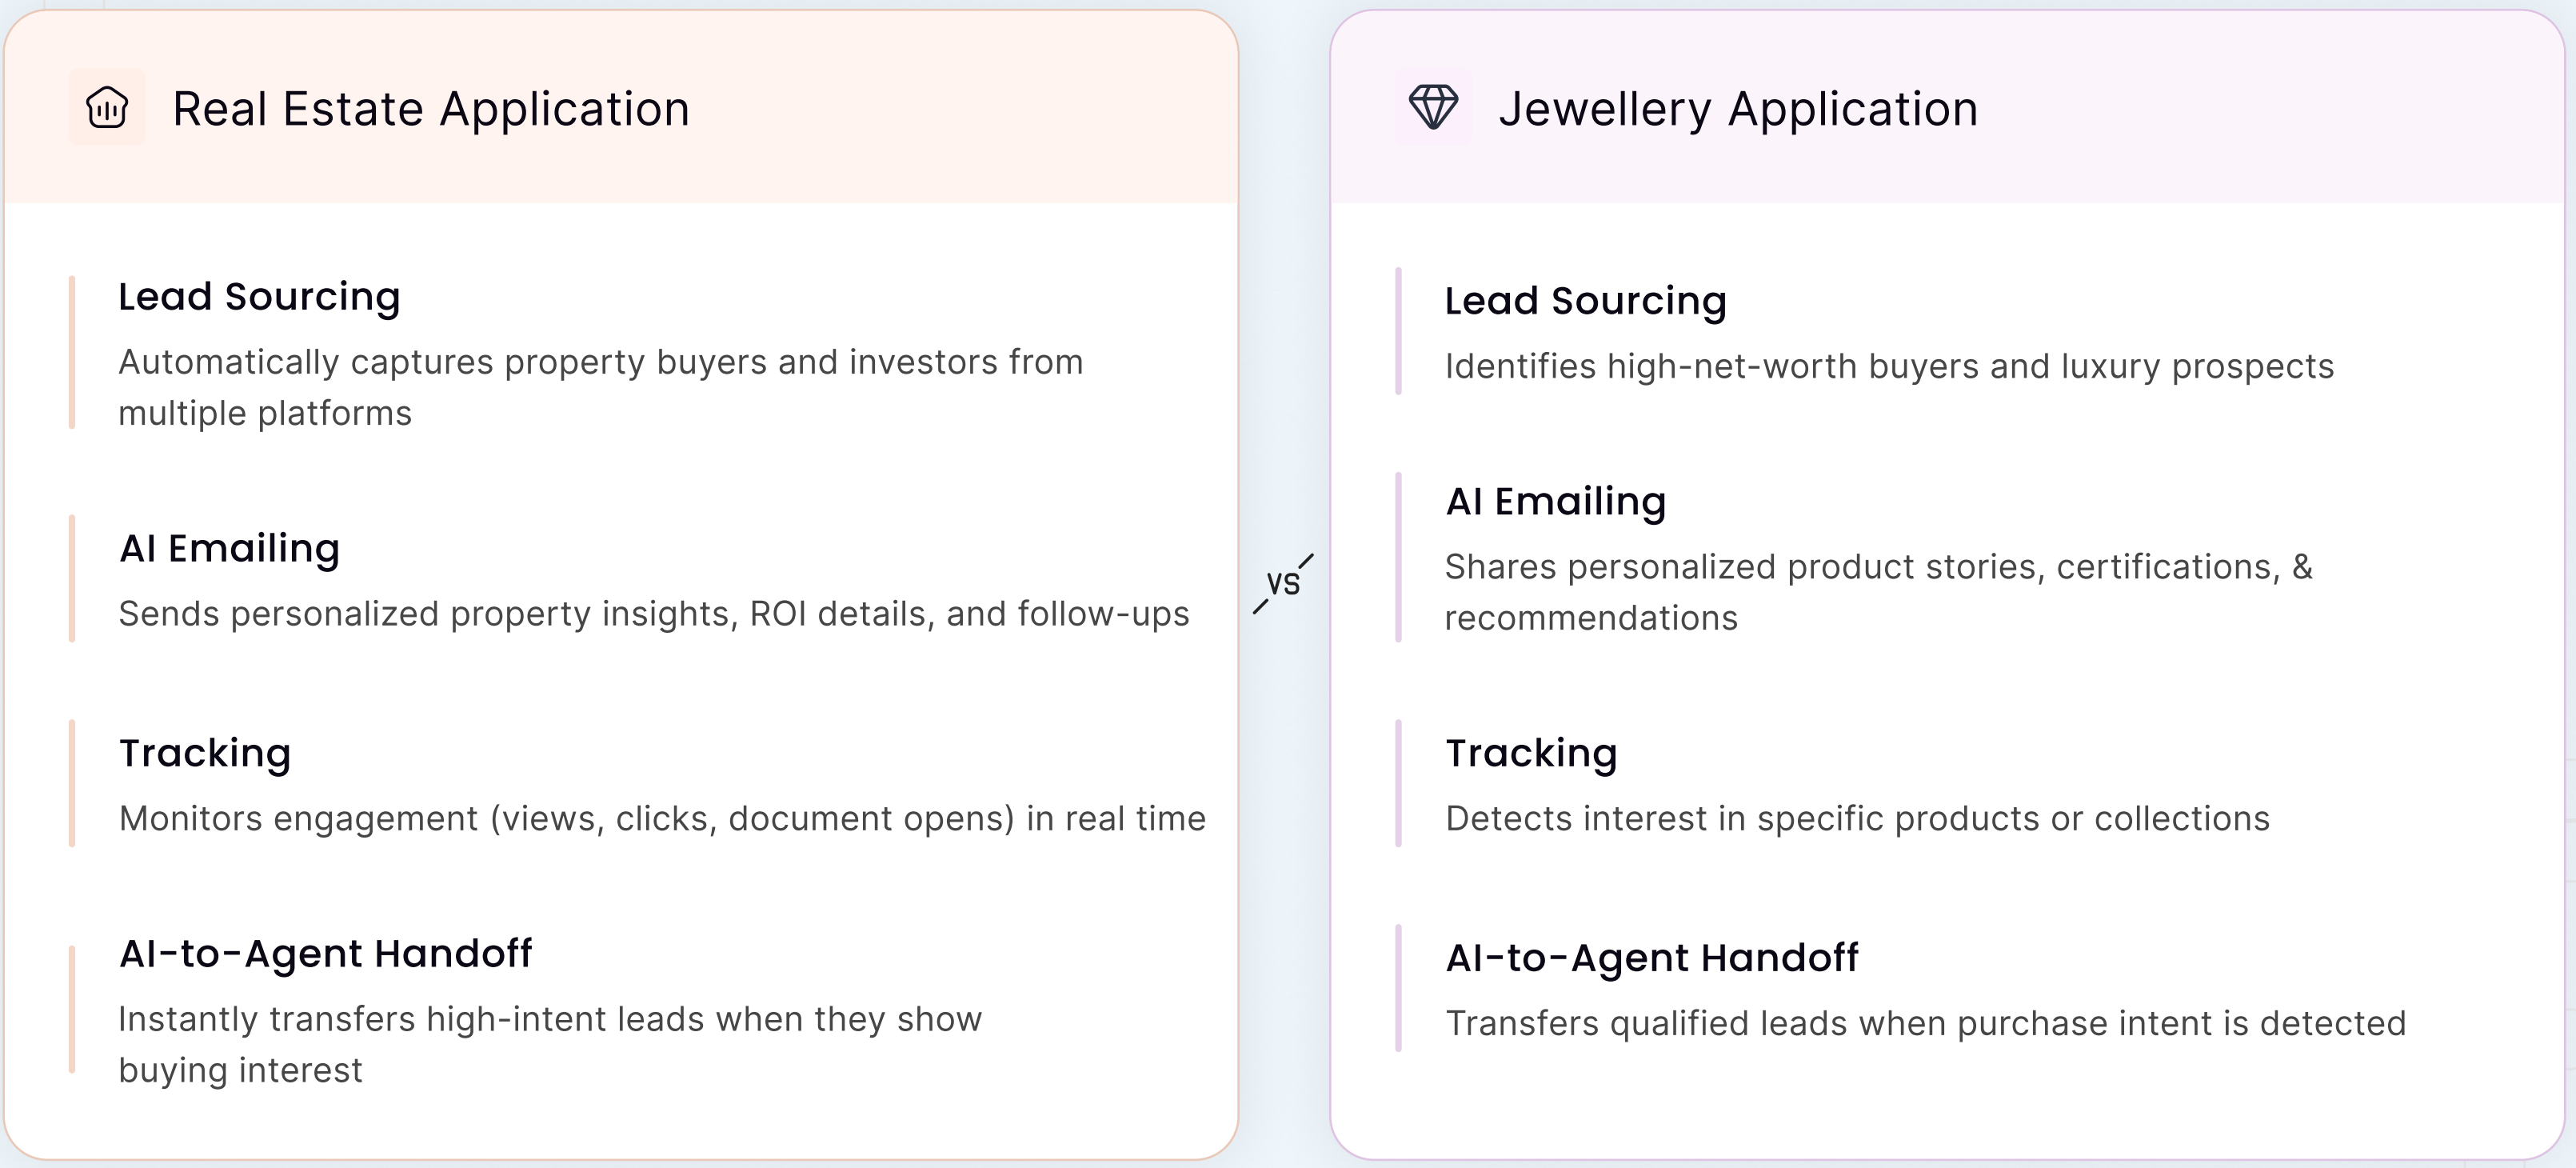 Real Estate Application
Lead Sourcing
Automatically captures property buyers and investors from
multiple platforms
AI Emailing
Sends personalized property insights, ROI details, and follow-ups
Tracking
Monitors engagement (views, clicks, document opens) in real time
AI-to-Agent Handoff
Instantly transfers high-intent leads when they show
buying interest
VS
Jewellery Application
Lead Sourcing
Identifies high-net-worth buyers and luxury prospects
AI Emailing
Shares personalized product stories, certifications, &
recommendations
Tracking
Detects interest in specific products or collections
AI-to-Agent Handoff
Transfers qualified leads when purchase intent is detected